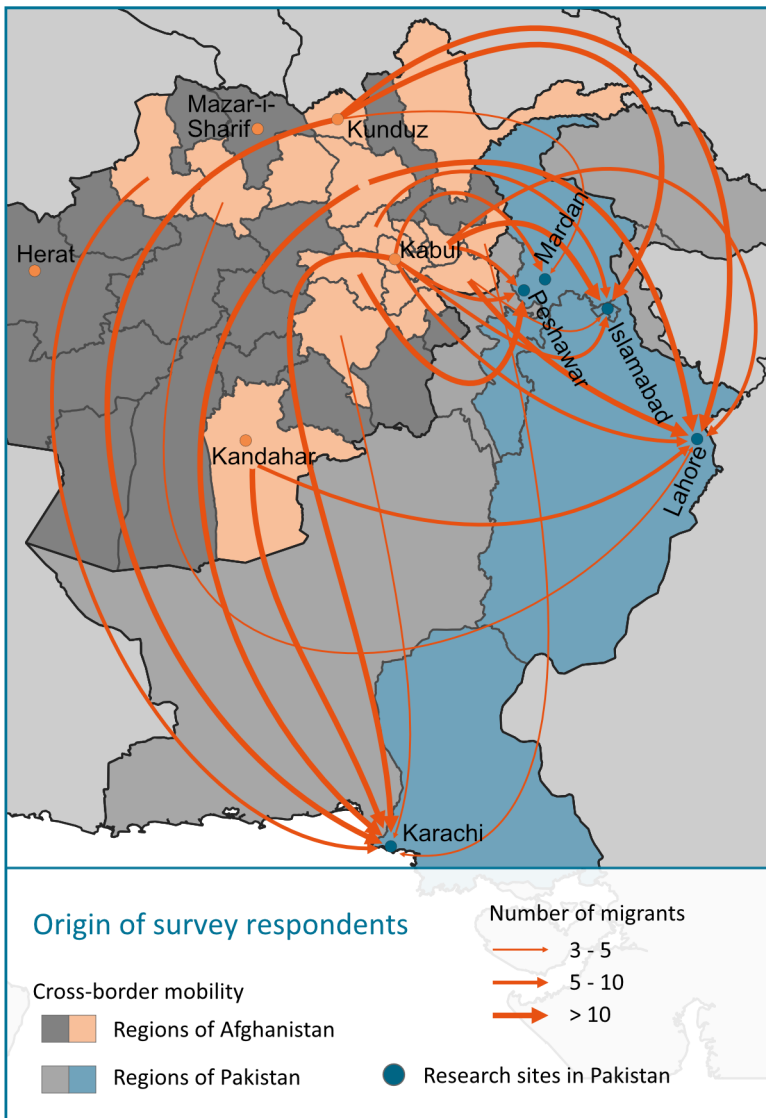 Mazar-i-
Sharif
Kunduz
Herat
Kabul
Mardan
Peshawar
Islamabad
Kandahar
Lahore
Karachi
Origin of survey respondents
Number of migrants
3 - 5
5 - 10
> 10
Cross-border mobility
Regions of Afghanistan
Regions of Pakistan
Research sites in Pakistan